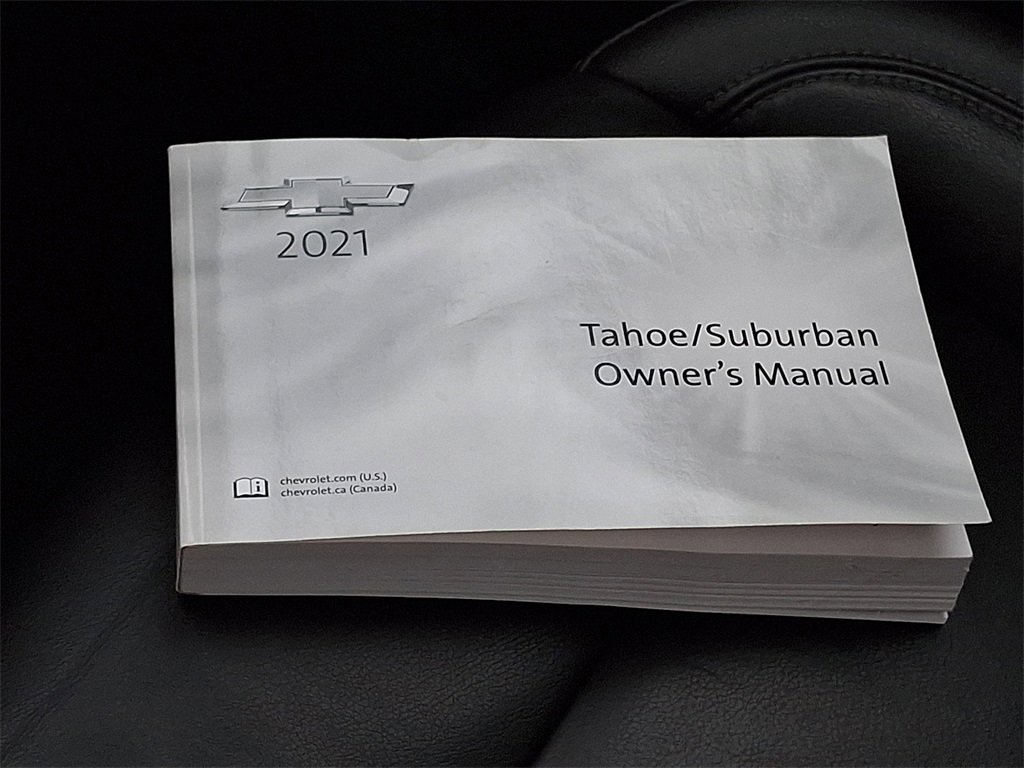 2021
Tahoe/Suburban
Owner's Manual
chevrolet.com (U.S.)
chevrolet.ca (Canada)